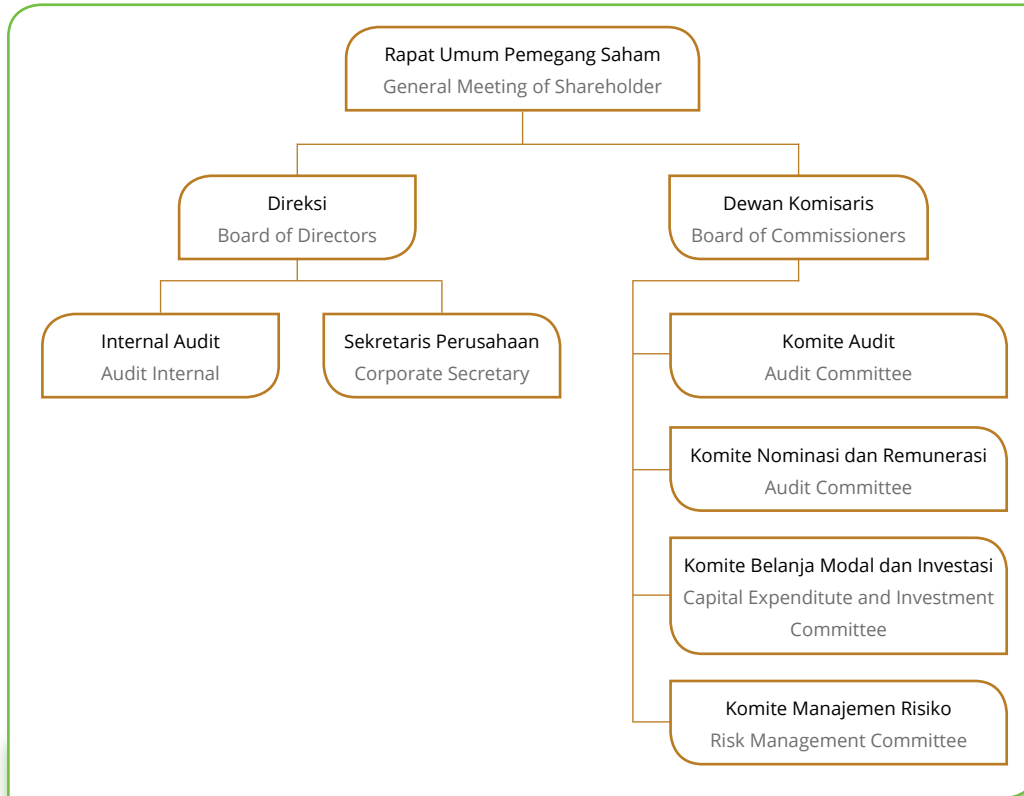 Rapat Umum Pemegang Saham
General Meeting of Shareholder
Direksi
Board of Directors
Dewan Komisaris
Board of Commissioners
Internal Audit
Audit Internal
Sekretaris Perusahaan
Corporate Secretary
Komite Audit
Audit Committee
Komite Nominasi dan Remunerasi
Audit Committee
Komite Belanja Modal dan Investasi
Capital Expenditute and Investment
Committee
Komite Manajemen Risiko
Risk Management Committee